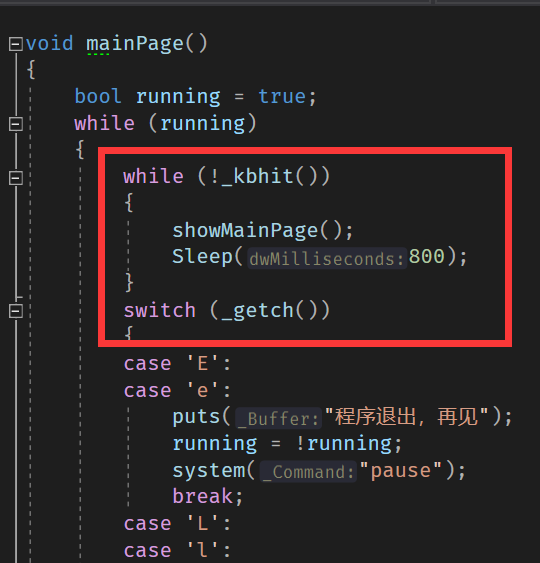 void mainPage()
{
bool running = true;
while (running)
{
while (!_kbhit())
{
showMainPage();
Sleep( dwMilliseconds: 800);
}
switch (_getch())
{
case 'E':
case 'e':
puts( _Buffer: "程序退出，再见");
running = !running;
system( _Command: "pause");
break;
case 'L':
case 'l':